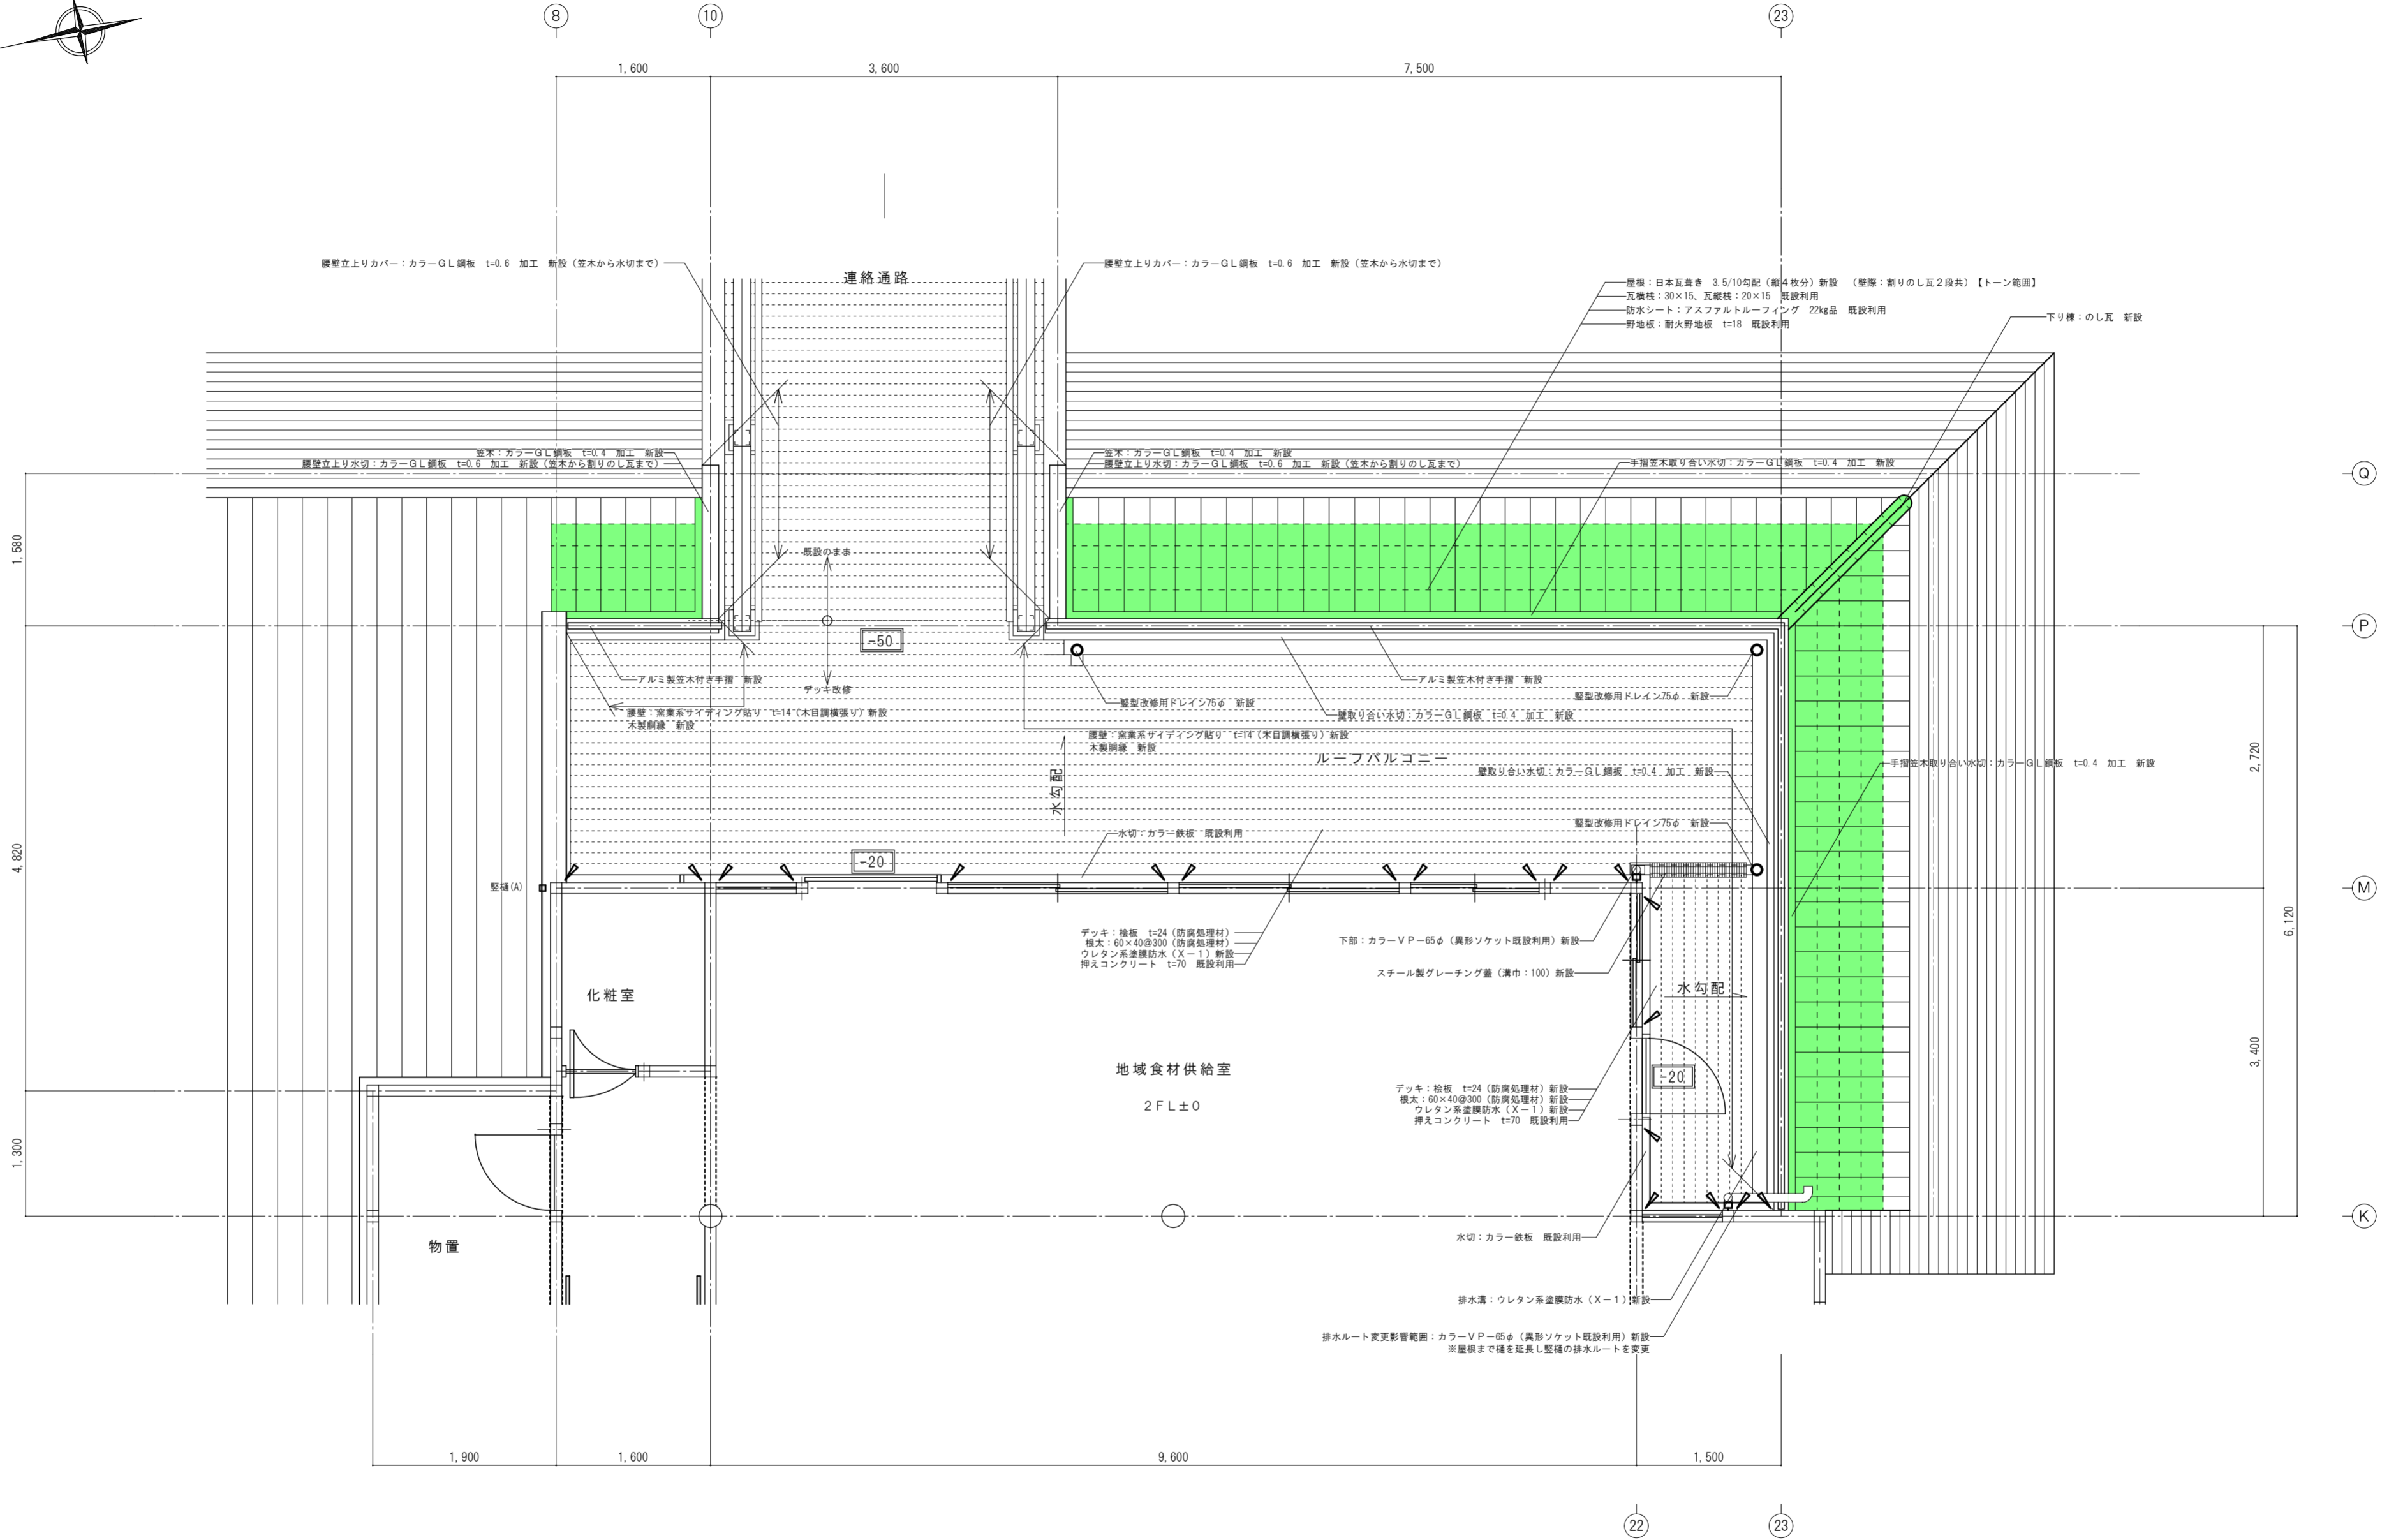 8
10
23
1,600
3,600
7,500
腰壁立上りカバー：カラーＧＬ鋼板　t=0.6　加工　新設（笠木から水切まで）
連絡通路
腰壁立上りカバー：カラーＧＬ鋼板　t=0.6　加工　新設（笠木から水切まで）
屋根：日本瓦葺き　3.5/10勾配（縦４枚分）新設　（壁際：割りのし瓦２段共）【トーン範囲】
瓦横桟：30×15、瓦縦桟：20×15　既設利用
防水シート：アスファルトルーフィング　22kg品　既設利用
野地板：耐火野地板　t=18　既設利用
下り棟：のし瓦　新設
笠木：カラーＧＬ鋼板　t=0.4　加工　新設
腰壁立上り水切：カラーＧＬ鋼板　t=0.6　加工　新設（笠木から割りのし瓦まで）
笠木：カラーＧＬ鋼板　t=0.4　加工　新設
腰壁立上り水切：カラーＧＬ鋼板　t=0.6　加工　新設（笠木から割りのし瓦まで）
手摺笠木取り合い水切：カラーＧＬ鋼板　t=0.4　加工　新設
Q
1,580
既設のまま
P
-50
アルミ製笠木付き手摺　新設
デッキ改修
アルミ製笠木付き手摺　新設
竪型改修用ドレイン75φ　新設
竪型改修用ドレイン75φ　新設
腰壁：窯業系サイディング貼り　t=14（木目調横張り）新設
木製胴縁　新設
壁取り合い水切：カラーＧＬ鋼板　t=0.4　加工　新設
腰壁：窯業系サイディング貼り　t=14（木目調横張り）新設
木製胴縁　新設
ルーフバルコニー
2,720
水勾配
壁取り合い水切：カラーＧＬ鋼板　t=0.4　加工　新設
手摺笠木取り合い水切：カラーＧＬ鋼板　t=0.4　加工　新設
4,820
水切：カラー鉄板　既設利用
竪型改修用ドレイン75φ　新設
-20
竪樋(A)
M
6,120
デッキ：桧板　t=24（防腐処理材）
根太：60×40@300（防腐処理材）
ウレタン系塗膜防水（Ｘ－１）新設
押えコンクリート　t=70　既設利用
下部：カラーＶＰ－65φ（異形ソケット既設利用）新設
スチール製グレーチング蓋（溝巾：100）新設
化粧室
水勾配
3,400
地域食材供給室
-20
２ＦＬ±０
デッキ：桧板　t=24（防腐処理材）新設
根太：60×40@300（防腐処理材）新設
ウレタン系塗膜防水（Ｘ－１）新設
押えコンクリート　t=70　既設利用
1,300
K
物置
水切：カラー鉄板　既設利用
排水溝：ウレタン系塗膜防水（Ｘ－１）新設
排水ルート変更影響範囲：カラーＶＰ－65φ（異形ソケット既設利用）新設
※屋根まで樋を延長し竪樋の排水ルートを変更
1,900
1,600
9,600
1,500
22
23